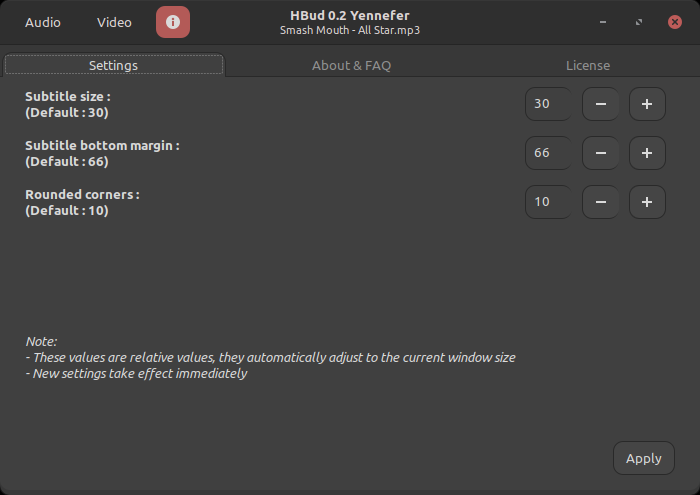 Audio Video HBud 0.2 Yennefer
Smash Mouth - All Star.mp3
Settings About & FAQ License
Subtitle size :
(Default : 30)
30 − +
Subtitle bottom margin :
(Default : 66)
66 − +
Rounded corners :
(Default : 10)
10 − +
Note:
- These values are relative values, they automatically adjust to the current window size
- New settings take effect immediately
Apply